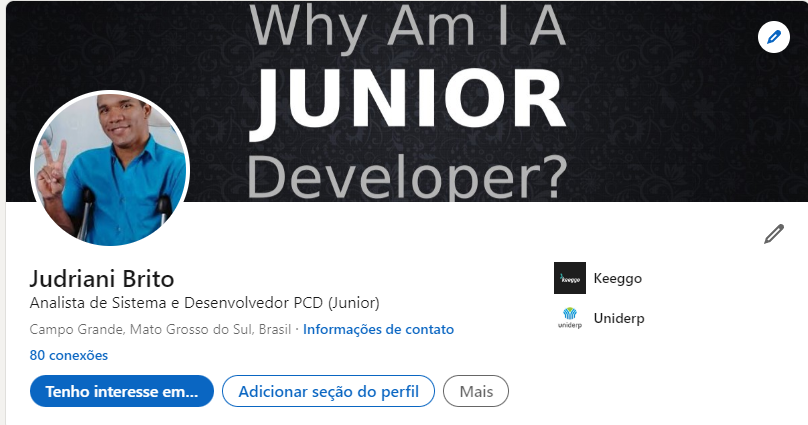 Why Am I A
JUNIOR
Developer?
Judriani Brito
Analista de Sistema e Desenvolvedor PCD (Junior)
Campo Grande, Mato Grosso do Sul, Brasil · Informações de contato
80 conexões
Tenho interesse em...
Adicionar seção do perfil
Mais
keeggo
Keeggo
uniderp
Uniderp